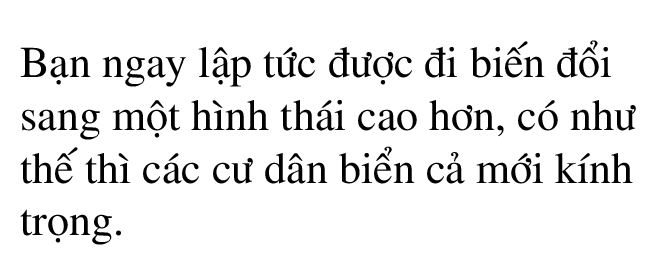 Bạn ngay lập tức được đi biến đổi
sang một hình thái cao hơn, có như
thế thì các cư dân biển cả mới kính
trọng.